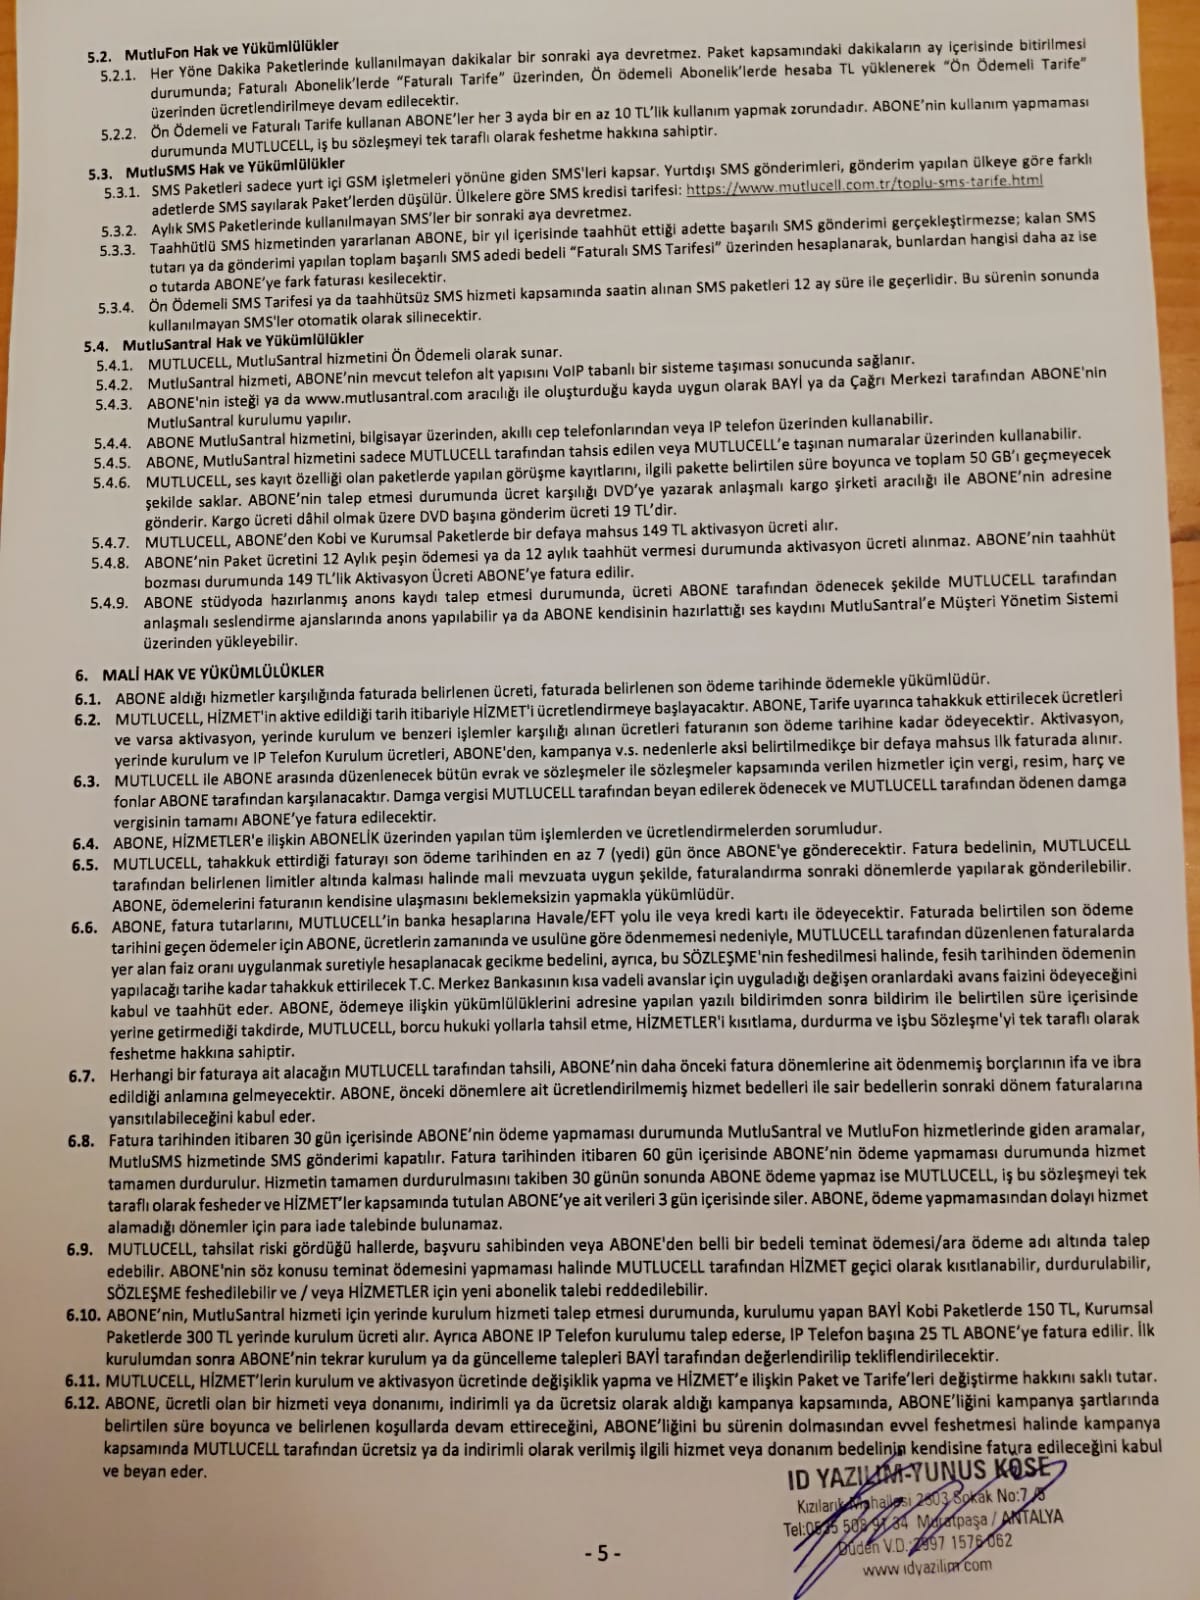 5.2. MutluFon Hak ve Yükümlülükler
5.2.1. Her Yöne Dakika Paketlerinde kullanılmayan dakikalar bir sonraki aya devretmez. Paket kapsamındaki dakikaların ay içerisinde bitirilmesi
durumunda; Faturalı Abonelik’lerde “Faturalı Tarife” üzerinden, Ön ödemeli Abonelik’lerde hesaba TL yüklenerek “Ön Ödemeli Tarife”
üzerinden ücretlendirilmeye devam edilecektir.
5.2.2. Ön Ödemeli ve Faturalı Tarife kullanan ABONE’ler her 3 ayda bir en az 10 TL’lik kullanım yapmak zorundadır. ABONE’nin kullanım yapmaması
durumunda MUTLUCELL, iş bu sözleşmeyi tek taraflı olarak feshetme hakkına sahiptir.
5.3. MutluSMS Hak ve Yükümlülükler
5.3.1. SMS Paketleri sadece yurt içi GSM işletmeleri yönüne giden SMS'leri kapsar. Yurtdışı SMS gönderimleri, gönderim yapılan ülkeye göre farklı
adetlerde SMS sayılarak Paket’lerden düşülür. Ülkelere göre SMS kredisi tarifesi: https://www.mutlucell.com.tr/toplu-sms-tarife.html
5.3.2. Aylık SMS Paketlerinde kullanılmayan SMS’ler bir sonraki aya devretmez.
5.3.3. Taahhütlü SMS hizmetinden yararlanan ABONE, bir yıl içerisinde taahhüt ettiği adette başarılı SMS gönderimi gerçekleştirmezse; kalan SMS
tutarı ya da gönderimi yapılan toplam başarılı SMS adedi bedeli “Faturalı SMS Tarifesi” üzerinden hesaplanarak, bunlardan hangisi daha az ise
o tutarda ABONE’ye fark faturası kesilecektir.
5.3.4. Ön Ödemeli SMS Tarifesi ya da taahhütsüz SMS hizmeti kapsamında saatin alınan SMS paketleri 12 ay süre ile geçerlidir. Bu sürenin sonunda
kullanılmayan SMS'ler otomatik olarak silinecektir.
5.4. MutluSantral Hak ve Yükümlülükler
5.4.1. MUTLUCELL, MutluSantral hizmetini Ön Ödemeli olarak sunar.
5.4.2. MutluSantral hizmeti, ABONE’nin mevcut telefon alt yapısını VoIP tabanlı bir sisteme taşıması sonucunda sağlanır.
5.4.3. ABONE'nin isteği ya da www.mutlusantral.com aracılığı ile oluşturduğu kayda uygun olarak BAYİ ya da Çağrı Merkezi tarafından ABONE'nin
MutluSantral kurulumu yapılır.
5.4.4. ABONE MutluSantral hizmetini, bilgisayar üzerinden, akıllı cep telefonlarından veya IP telefon üzerinden kullanabilir.
5.4.5. ABONE, MutluSantral hizmetini sadece MUTLUCELL tarafından tahsis edilen veya MUTLUCELL’e taşınan numaralar üzerinden kullanabilir.
5.4.6. MUTLUCELL, ses kayıt özelliği olan paketlerde yapılan görüşme kayıtlarını, ilgili pakette belirtilen süre boyunca ve toplam 50 GB’ı geçmeyecek
şekilde saklar. ABONE’nin talep etmesi durumunda ücret karşılığı DVD’ye yazarak anlaşmalı kargo şirketi aracılığı ile ABONE’nin adresine
gönderir. Kargo ücreti dâhil olmak üzere DVD başına gönderim ücreti 19 TL’dir.
5.4.7. MUTLUCELL, ABONE’den Kobi ve Kurumsal Paketlerde bir defaya mahsus 149 TL aktivasyon ücreti alır.
5.4.8. ABONE’nin Paket ücretini 12 Aylık peşin ödemesi ya da 12 aylık taahhüt vermesi durumunda aktivasyon ücreti alınmaz. ABONE’nin taahhüt
bozması durumunda 149 TL’lik Aktivasyon Ücreti ABONE’ye fatura edilir.
5.4.9. ABONE stüdyoda hazırlanmış anons kaydı talep etmesi durumunda, ücreti ABONE tarafından ödenecek şekilde MUTLUCELL tarafından
anlaşmalı seslendirme ajanslarında anons yapılabilir ya da ABONE kendisinin hazırlattığı ses kaydını MutluSantral’e Müşteri Yönetim Sistemi
üzerinden yükleyebilir.
6. MALİ HAK VE YÜKÜMLÜLÜKLER
6.1. ABONE aldığı hizmetler karşılığında faturada belirlenen ücreti, faturada belirlenen son ödeme tarihinde ödemekle yükümlüdür.
6.2. MUTLUCELL, HİZMET'in aktive edildiği tarih itibariyle HİZMET'i ücretlendirmeye başlayacaktır. ABONE, Tarife uyarınca tahakkuk ettirilecek ücretleri
ve varsa aktivasyon, yerinde kurulum ve benzeri işlemler karşılığı alınan ücretleri faturanın son ödeme tarihine kadar ödeyecektir. Aktivasyon,
yerinde kurulum ve IP Telefon Kurulum ücretleri, ABONE'den, kampanya v.s. nedenlerle aksi belirtilmedikçe bir defaya mahsus ilk faturada alınır.
6.3. MUTLUCELL ile ABONE arasında düzenlenecek bütün evrak ve sözleşmeler ile sözleşmeler kapsamında verilen hizmetler için vergi, resim, harç ve
fonlar ABONE tarafından karşılanacaktır. Damga vergisi MUTLUCELL tarafından beyan edilerek ödenecek ve MUTLUCELL tarafından ödenen damga
vergisinin tamamı ABONE’ye fatura edilecektir.
6.4. ABONE, HİZMETLER'e ilişkin ABONELİK üzerinden yapılan tüm işlemlerden ve ücretlendirmelerden sorumludur.
6.5. MUTLUCELL, tahakkuk ettirdiği faturayı son ödeme tarihinden en az 7 (yedi) gün önce ABONE'ye gönderecektir. Fatura bedelinin, MUTLUCELL
tarafından belirlenen limitler altında kalması halinde mali mevzuata uygun şekilde, faturalandırma sonraki dönemlerde yapılarak gönderilebilir.
ABONE, ödemelerini faturanın kendisine ulaşmasını beklemeksizin yapmakla yükümlüdür.
6.6. ABONE, fatura tutarlarını, MUTLUCELL’in banka hesaplarına Havale/EFT yolu ile veya kredi kartı ile ödeyecektir. Faturada belirtilen son ödeme
tarihini geçen ödemeler için ABONE, ücretlerin zamanında ve usulüne göre ödenmemesi nedeniyle, MUTLUCELL tarafından düzenlenen faturalarda
yer alan faiz oranı uygulanmak suretiyle hesaplanacak gecikme bedelini, ayrıca, bu SÖZLEŞME'nin feshedilmesi halinde, fesih tarihinden ödemenin
yapılacağı tarihe kadar tahakkuk ettirilecek T.C. Merkez Bankasının kısa vadeli avanslar için uyguladığı değişen oranlardaki avans faizini ödeyeceğini
kabul ve taahhüt eder. ABONE, ödemeye ilişkin yükümlülüklerini adresine yapılan yazılı bildirimden sonra bildirim ile belirtilen süre içerisinde
yerine getirmediği takdirde, MUTLUCELL, borcu hukuki yollarla tahsil etme, HİZMETLER'i kısıtlama, durdurma ve işbu Sözleşme'yi tek taraflı olarak
feshetme hakkına sahiptir.
6.7. Herhangi bir faturaya ait alacağın MUTLUCELL tarafından tahsili, ABONE’nin daha önceki fatura dönemlerine ait ödenmemiş borçlarının ifa ve ibra
edildiği anlamına gelmeyecektir. ABONE, önceki dönemlere ait ücretlendirilmemiş hizmet bedelleri ile sair bedellerin sonraki dönem faturalarına
yansıtılabileceğini kabul eder.
6.8. Fatura tarihinden itibaren 30 gün içerisinde ABONE’nin ödeme yapmaması durumunda MutluSantral ve MutluFon hizmetlerinde giden aramalar,
MutluSMS hizmetinde SMS gönderimi kapatılır. Fatura tarihinden itibaren 60 gün içerisinde ABONE’nin ödeme yapmaması durumunda hizmet
tamamen durdurulur. Hizmetin tamamen durdurulmasını takiben 30 günün sonunda ABONE ödeme yapmaz ise MUTLUCELL, iş bu sözleşmeyi tek
taraflı olarak fesheder ve HİZMET’ler kapsamında tutulan ABONE’ye ait verileri 3 gün içerisinde siler. ABONE, ödeme yapmamasından dolayı hizmet
alamadığı dönemler için para iade talebinde bulunamaz.
6.9. MUTLUCELL, tahsilat riski gördüğü hallerde, başvuru sahibinden veya ABONE'den belli bir bedeli teminat ödemesi/ara ödeme adı altında talep
edebilir. ABONE'nin söz konusu teminat ödemesini yapmaması halinde MUTLUCELL tarafından HİZMET geçici olarak kısıtlanabilir, durdurulabilir,
SÖZLEŞME feshedilebilir ve / veya HİZMETLER için yeni abonelik talebi reddedilebilir.
6.10. ABONE’nin, MutluSantral hizmeti için yerinde kurulum hizmeti talep etmesi durumunda, kurulumu yapan BAYİ Kobi Paketlerde 150 TL, Kurumsal
Paketlerde 300 TL yerinde kurulum ücreti alır. Ayrıca ABONE IP Telefon kurulumu talep ederse, IP Telefon başına 25 TL ABONE’ye fatura edilir. İlk
kurulumdan sonra ABONE’nin tekrar kurulum ya da güncelleme talepleri BAYİ tarafından değerlendirilip tekliflendirilecektir.
6.11. MUTLUCELL, HİZMET’lerin kurulum ve aktivasyon ücretinde değişiklik yapma ve HİZMET’e ilişkin Paket ve Tarife’leri değiştirme hakkını saklı tutar.
6.12. ABONE, ücretli olan bir hizmeti veya donanımı, indirimli ya da ücretsiz olarak aldığı kampanya kapsamında, ABONE’liğini kampanya şartlarında
belirtilen süre boyunca ve belirlenen koşullarda devam ettireceğini, ABONE’liğini bu sürenin dolmasından evvel feshetmesi halinde kampanya
kapsamında MUTLUCELL tarafından ücretsiz ya da indirimli olarak verilmiş ilgili hizmet veya donanım bedelinin kendisine fatura edileceğini kabul
ve beyan eder.
ID YAZILIM-YUNUS KÖSE
Kızılarık Mahallesi 2803 Sokak No:7
Tel: 508 91 34 Muratpaşa / ANTALYA
Düden V.D.: 1576 062
www.idyazilim.com
- 5 -